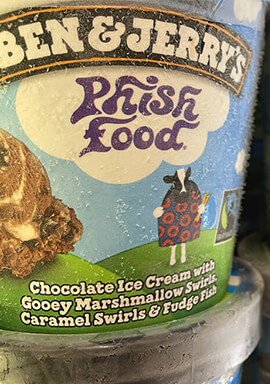 BEN & JERRY'S
Phish
Food®
Chocolate Ice Cream with
Gooey Marshmallow Swirls,
Caramel Swirls & Fudge Fish